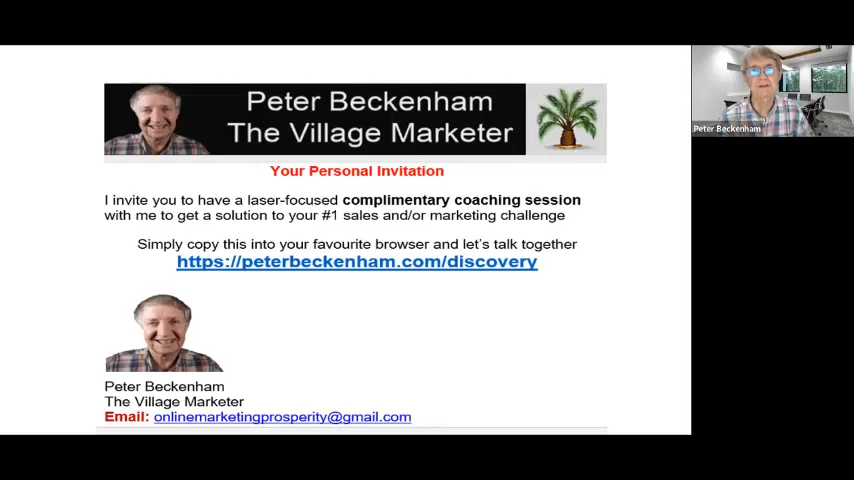 Peter Beckenham
The Village Marketer
Your Personal Invitation
I invite you to have a laser-focused complimentary coaching session
with me to get a solution to your #1 sales and/or marketing challenge
Simply copy this into your favourite browser and let's talk together
https://peterbeckenham.com/discovery
Peter Beckenham
The Village Marketer
Email: onlinemarketingprosperity@gmail.com
Peter Beckenham